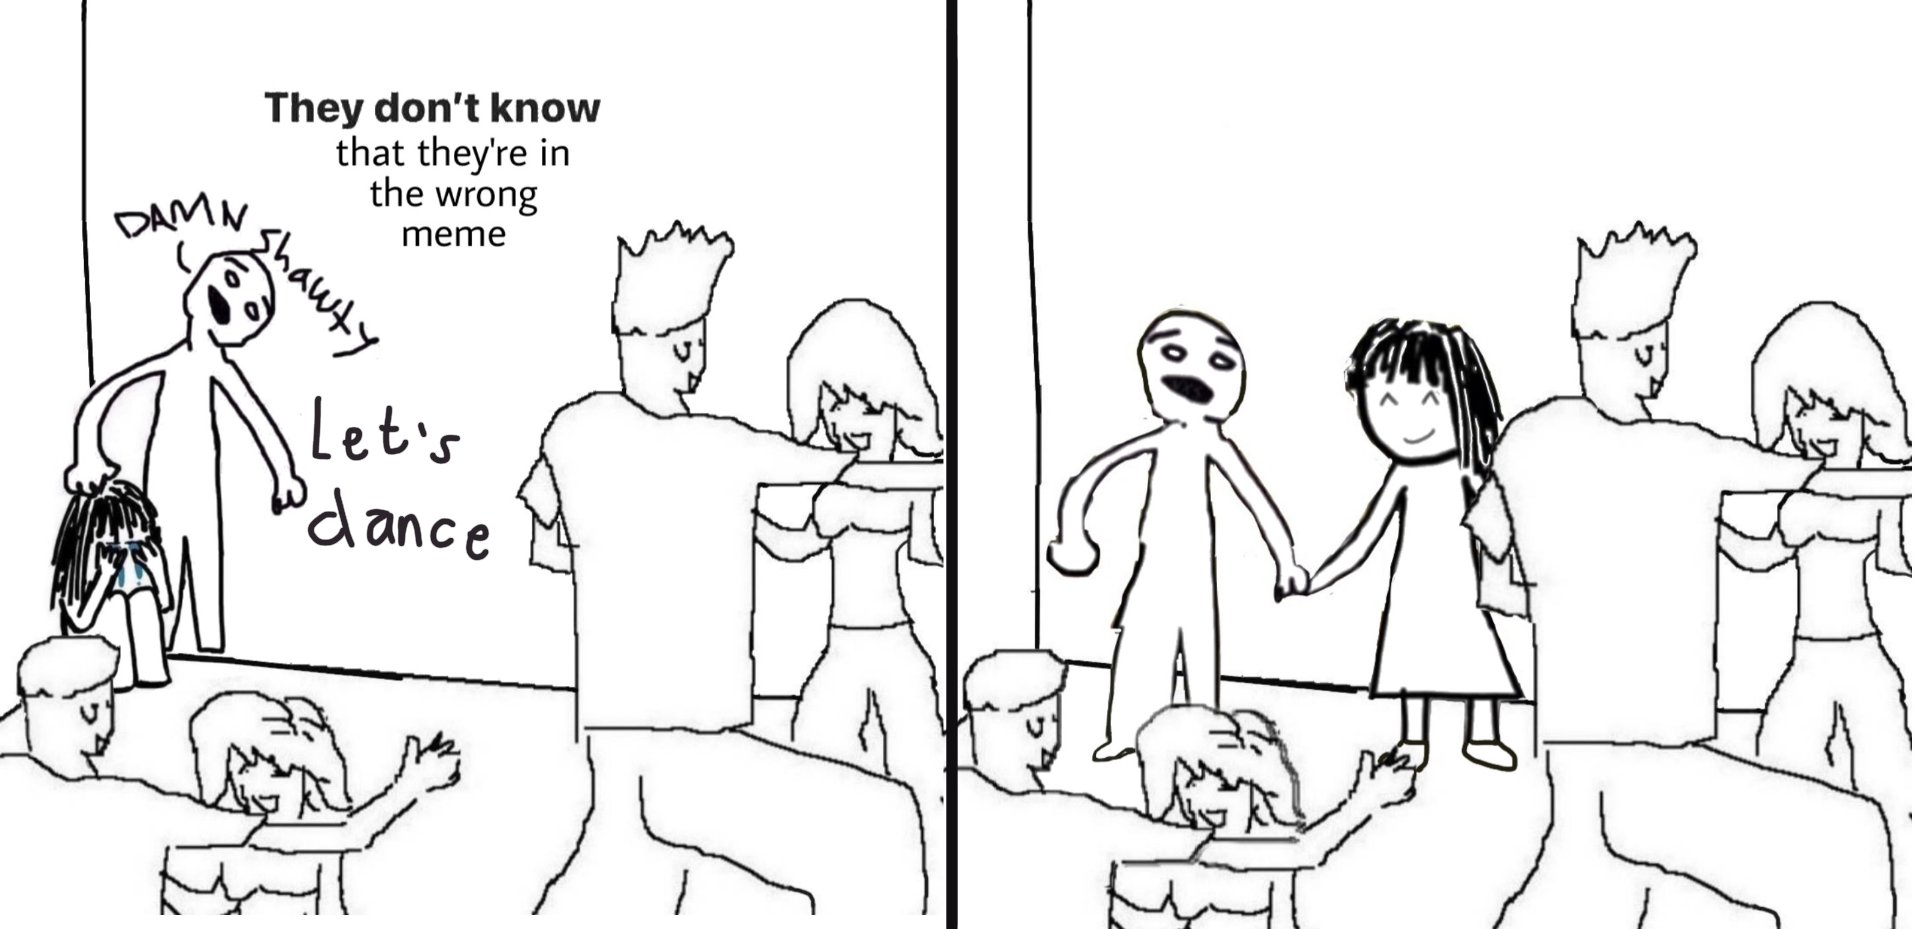 They don't know
that they're in
the wrong
meme
DAMN
shawty
Let's
dance